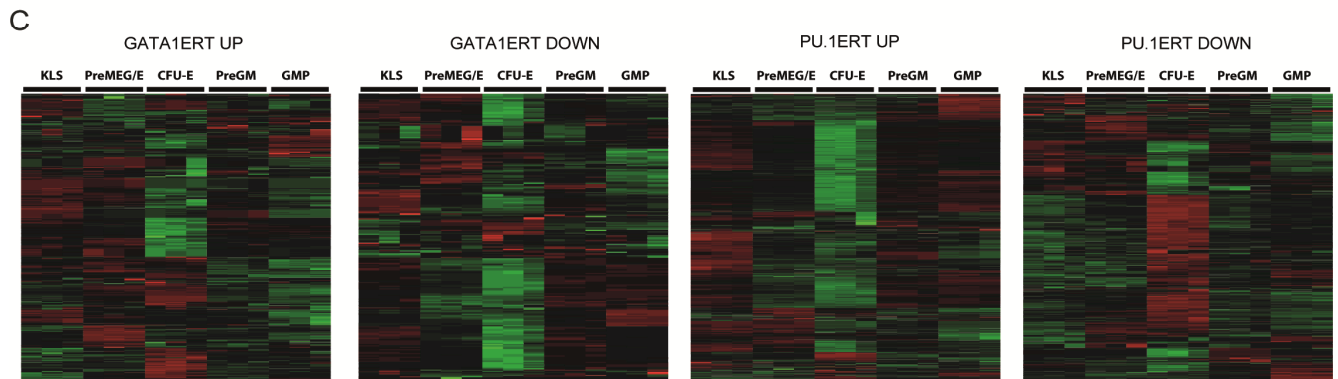 C
GATA1ERT UP
GATA1ERT DOWN
PU.1ERT UP
PU.1ERT DOWN
KLS PreMEG/E CFU-E PreGM GMP
KLS PreMEG/E CFU-E PreGM GMP
KLS PreMEG/E CFU-E PreGM GMP
KLS PreMEG/E CFU-E PreGM GMP